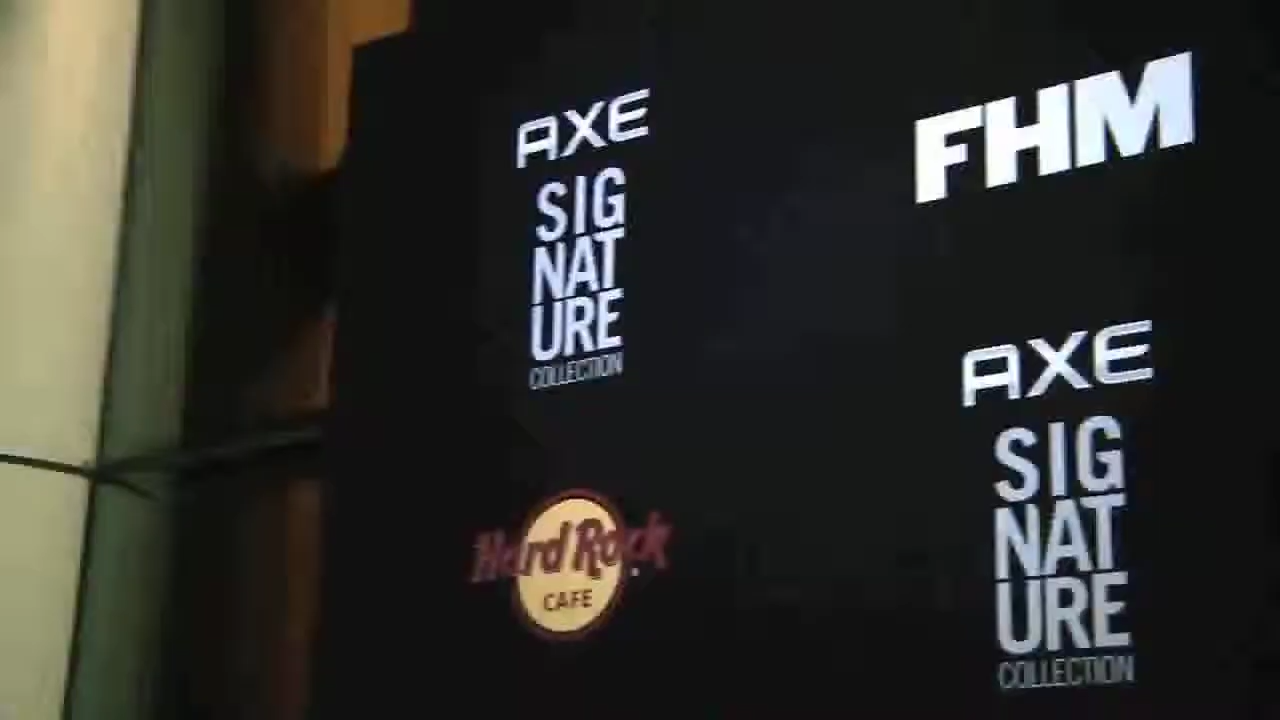 AXE
SIG
NAT
URE
COLLECTION
FHM
Hard Rock
CAFE
AXE
SIG
NAT
URE
COLLECTION